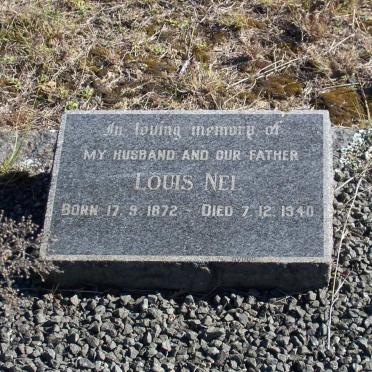 In loving memory of
MY HUSBAND AND OUR FATHER
LOUIS NEL
BORN 17. 9. 1872 - DIED 7. 12. 1940